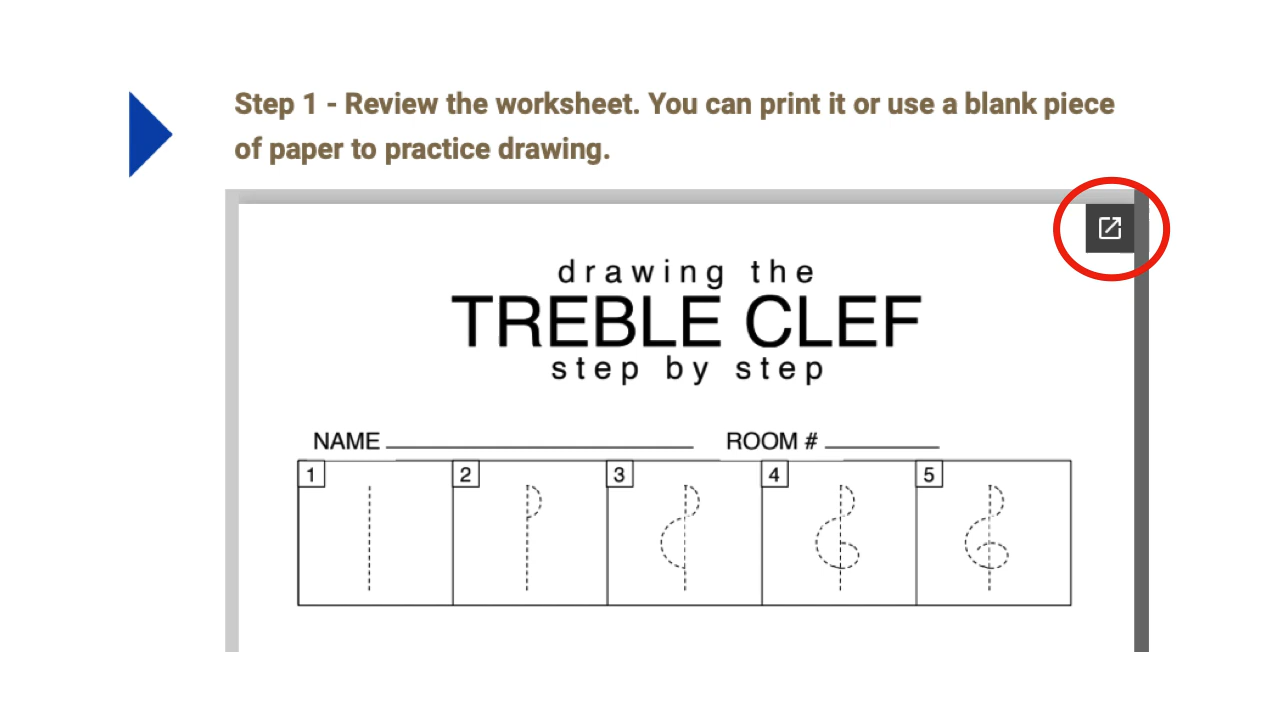 Step 1 - Review the worksheet. You can print it or use a blank piece
of paper to practice drawing.
drawing the
TREBLE CLEF
step by step
NAME ROOM #
1 2 3 4 5